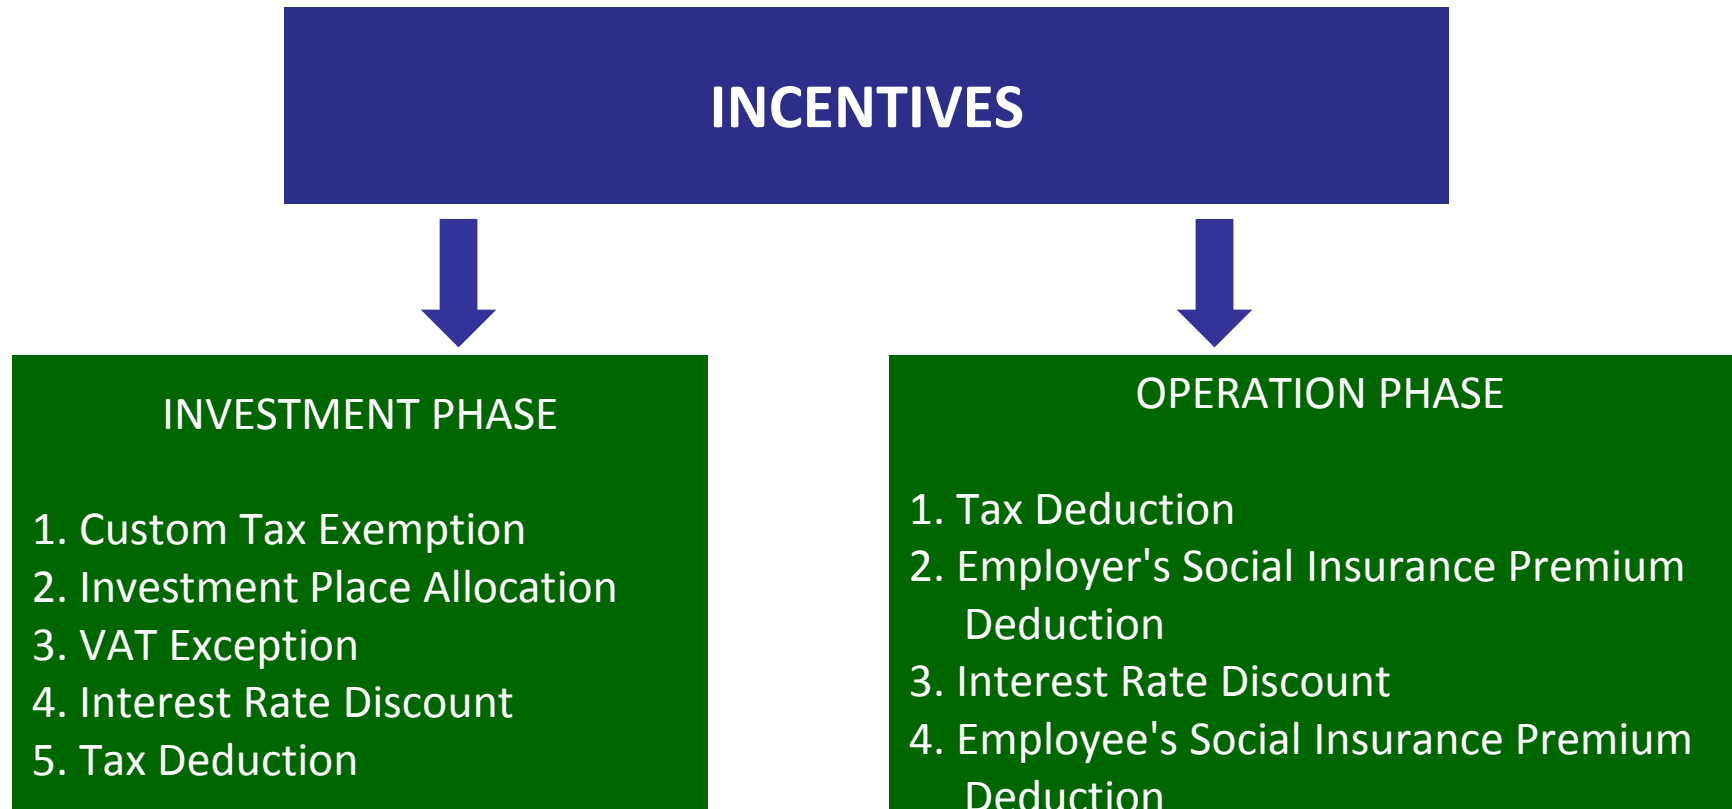 INCENTIVES
INVESTMENT PHASE
1. Custom Tax Exemption
2. Investment Place Allocation
3. VAT Exception
4. Interest Rate Discount
5. Tax Deduction
OPERATION PHASE
1. Tax Deduction
2. Employer's Social Insurance Premium
Deduction
3. Interest Rate Discount
4. Employee's Social Insurance Premium
Deduction